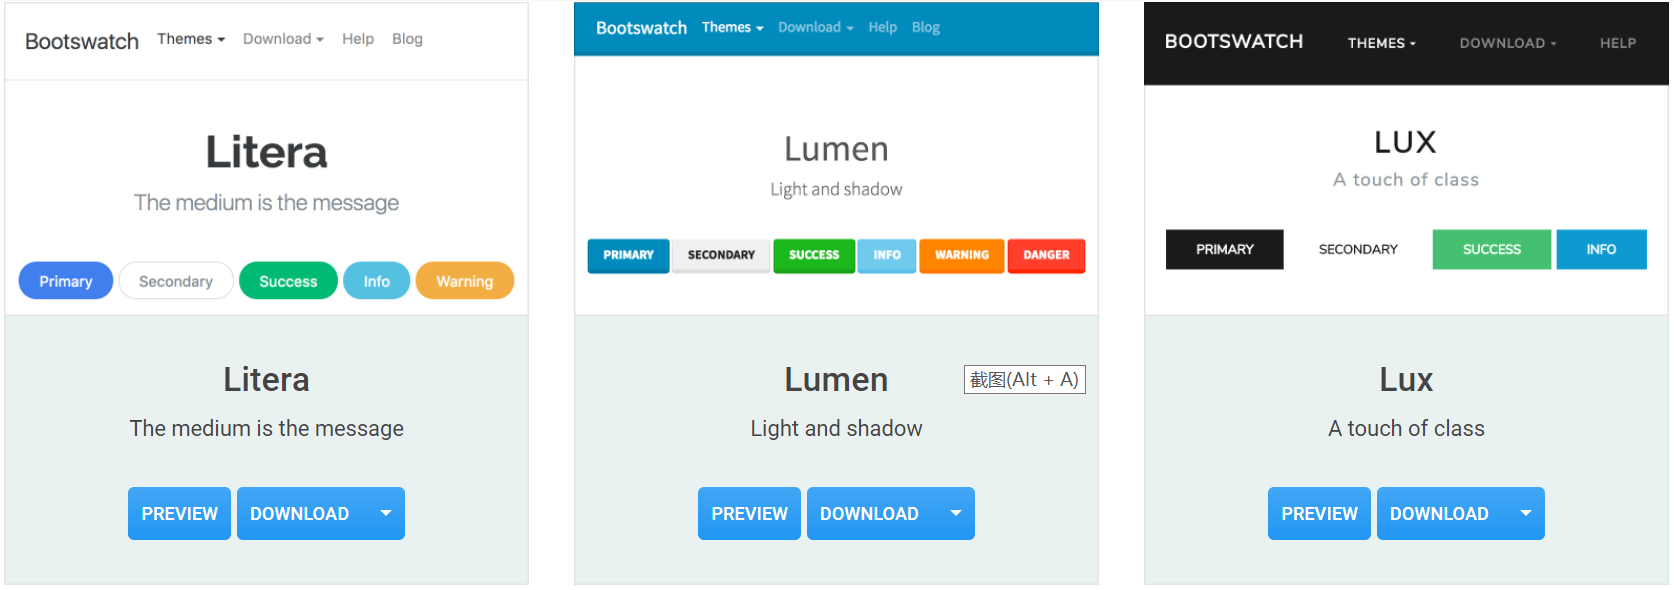 Bootswatch Themes Download Help Blog
Litera
The medium is the message
Primary Secondary Success Info Warning
Litera
The medium is the message
PREVIEW DOWNLOAD
Bootswatch Themes Download Help Blog
Lumen
Light and shadow
PRIMARY SECONDARY SUCCESS INFO WARNING DANGER
Lumen
截图(Alt + A)
Light and shadow
PREVIEW DOWNLOAD
BOOTSWATCH THEMES DOWNLOAD HELP
LUX
A touch of class
PRIMARY SECONDARY SUCCESS INFO
Lux
A touch of class
PREVIEW DOWNLOAD